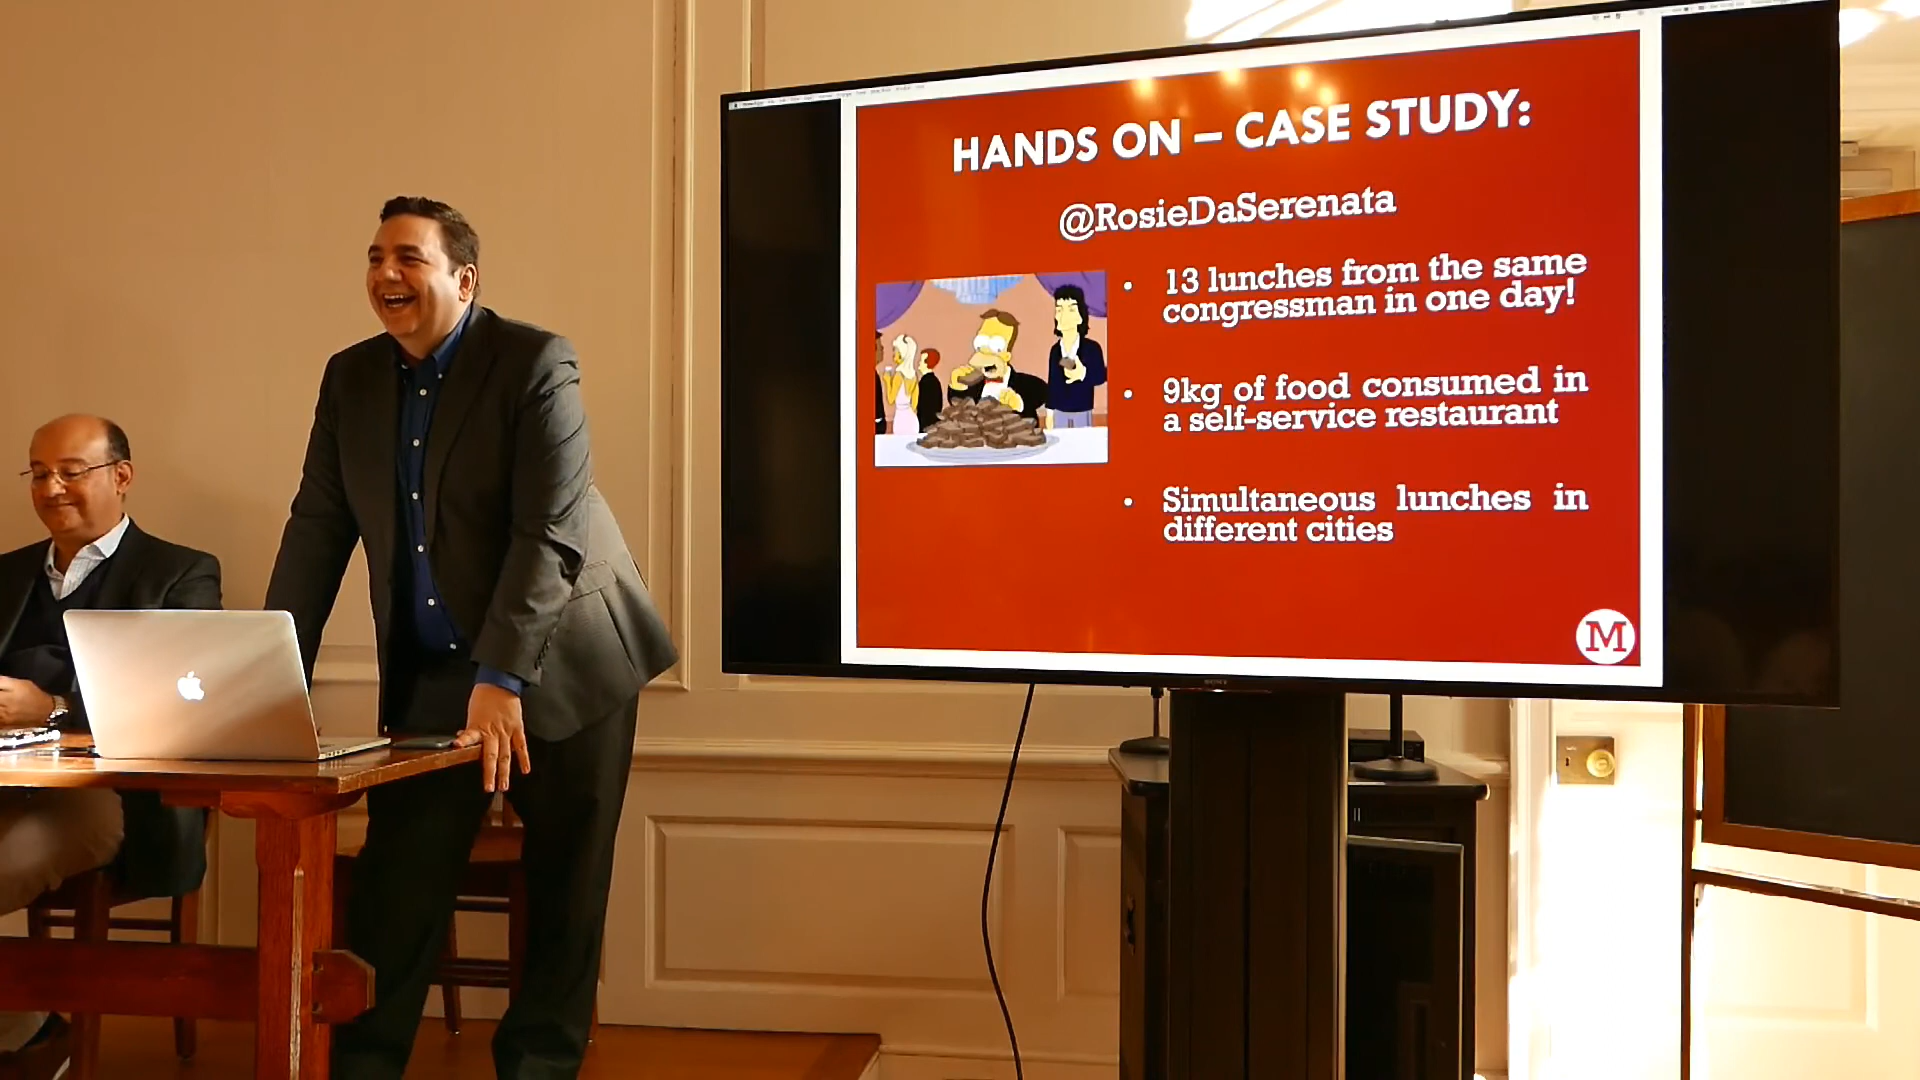 HANDS ON – CASE STUDY:
@RosieDaSerenata
• 13 lunches from the same
congressman in one day!
• 9kg of food consumed in
a self-service restaurant
• Simultaneous lunches in
different cities
M
SONY